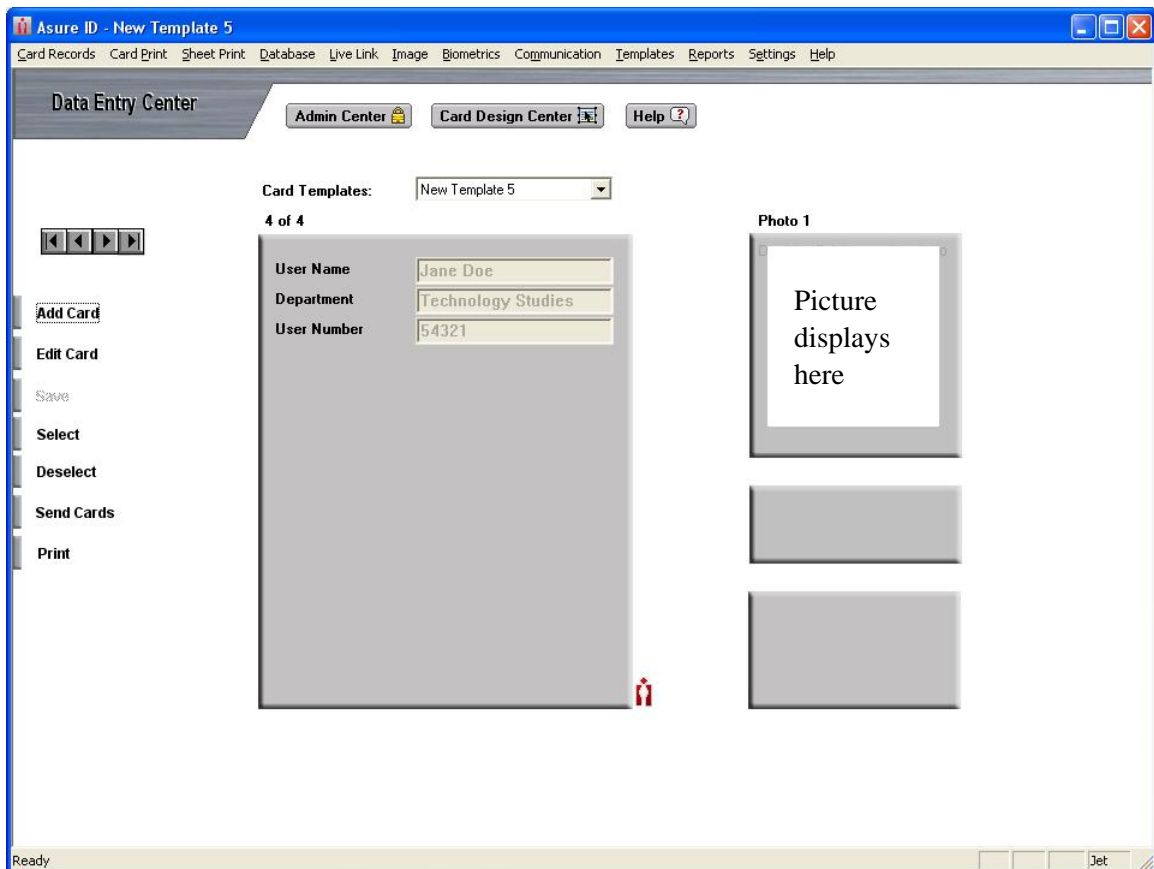 Asure ID - New Template 5
Card Records Card Print Sheet Print Database Live Link Image Biometrics Communication Templates Reports Settings Help
Data Entry Center
Admin Center
Card Design Center
Help ?
Card Templates: New Template 5
4 of 4
Photo 1
User Name Jane Doe
Department Technology Studies
User Number 54321
Picture
displays
here
Add Card
Edit Card
Save
Select
Deselect
Send Cards
Print
Ready
Jet